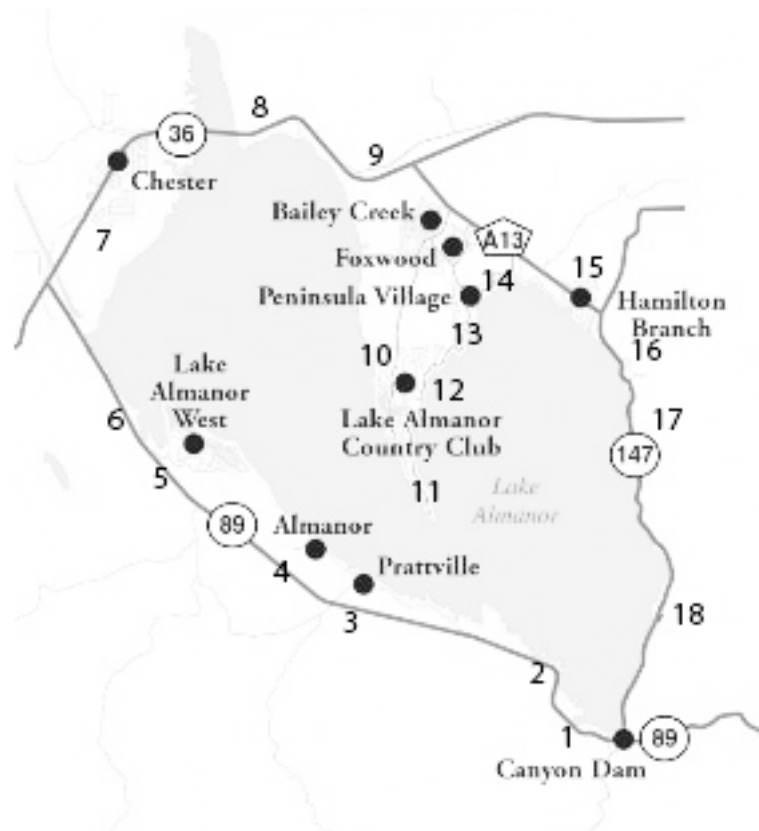 8
36
9
Chester
Bailey Creek
7
A13
Foxwood
14
15
Peninsula Village
Hamilton
Branch
13
16
10
Lake
Almanor
West
12
6
Lake Almanor
Country Club
17
5
147
11
Lake
Almanor
89
Almanor
4
Prattville
3
18
2
1
89
Canyon Dam